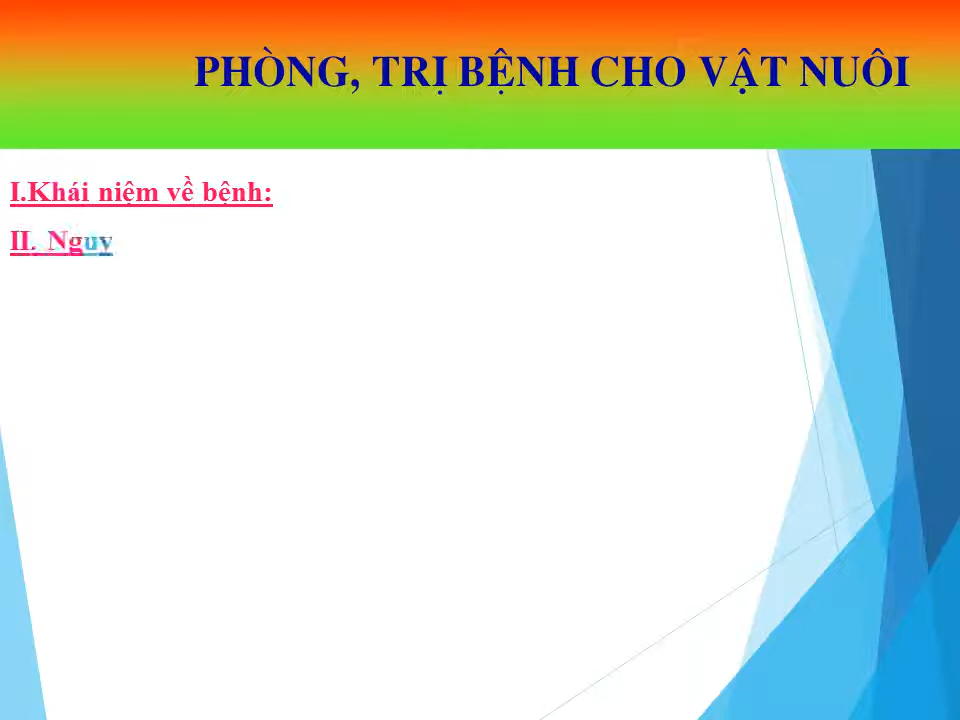 PHÒNG, TRỊ BỆNH CHO VẬT NUÔI
I.Khái niệm về bệnh:
II. Nguy